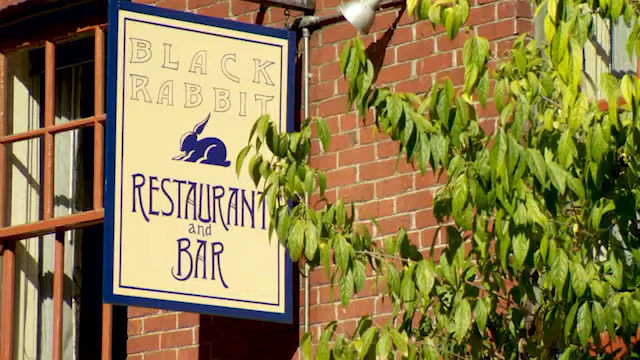 BLACK
RABBIT
RESTAURANT
and
BAR